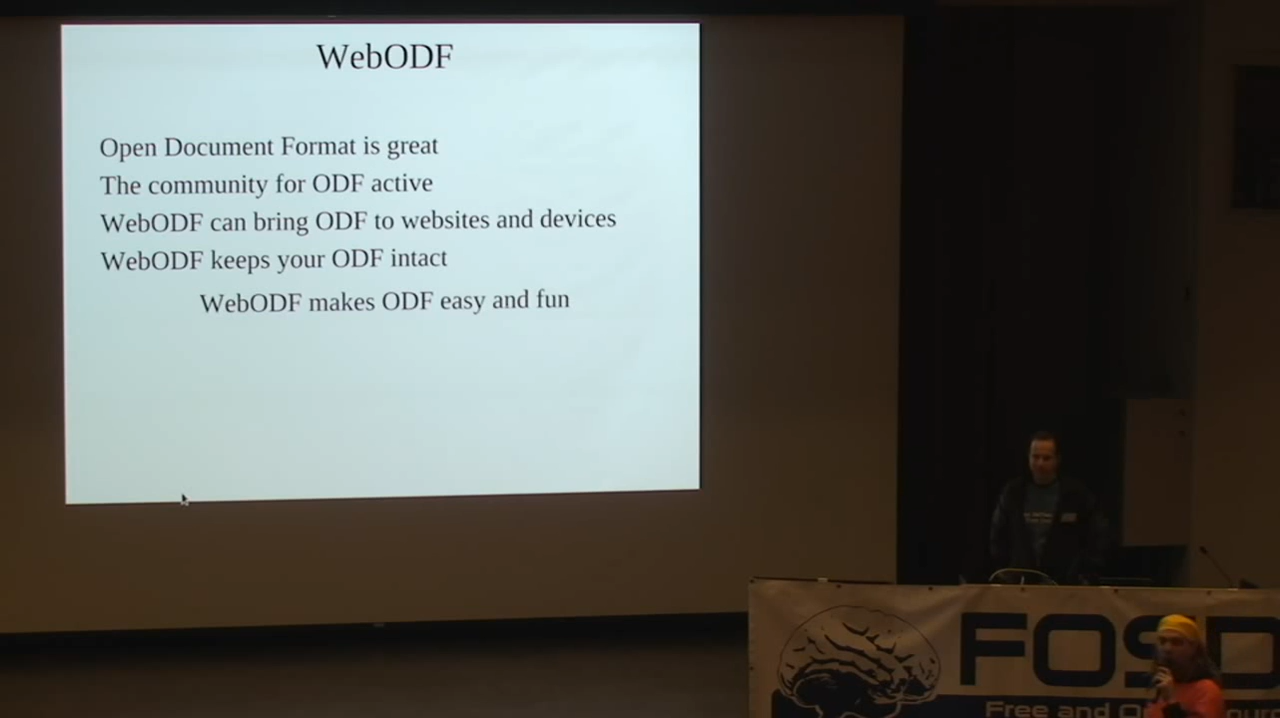 WebODF
Open Document Format is great
The community for ODF active
WebODF can bring ODF to websites and devices
WebODF keeps your ODF intact
WebODF makes ODF easy and fun
FOSD
Free and O